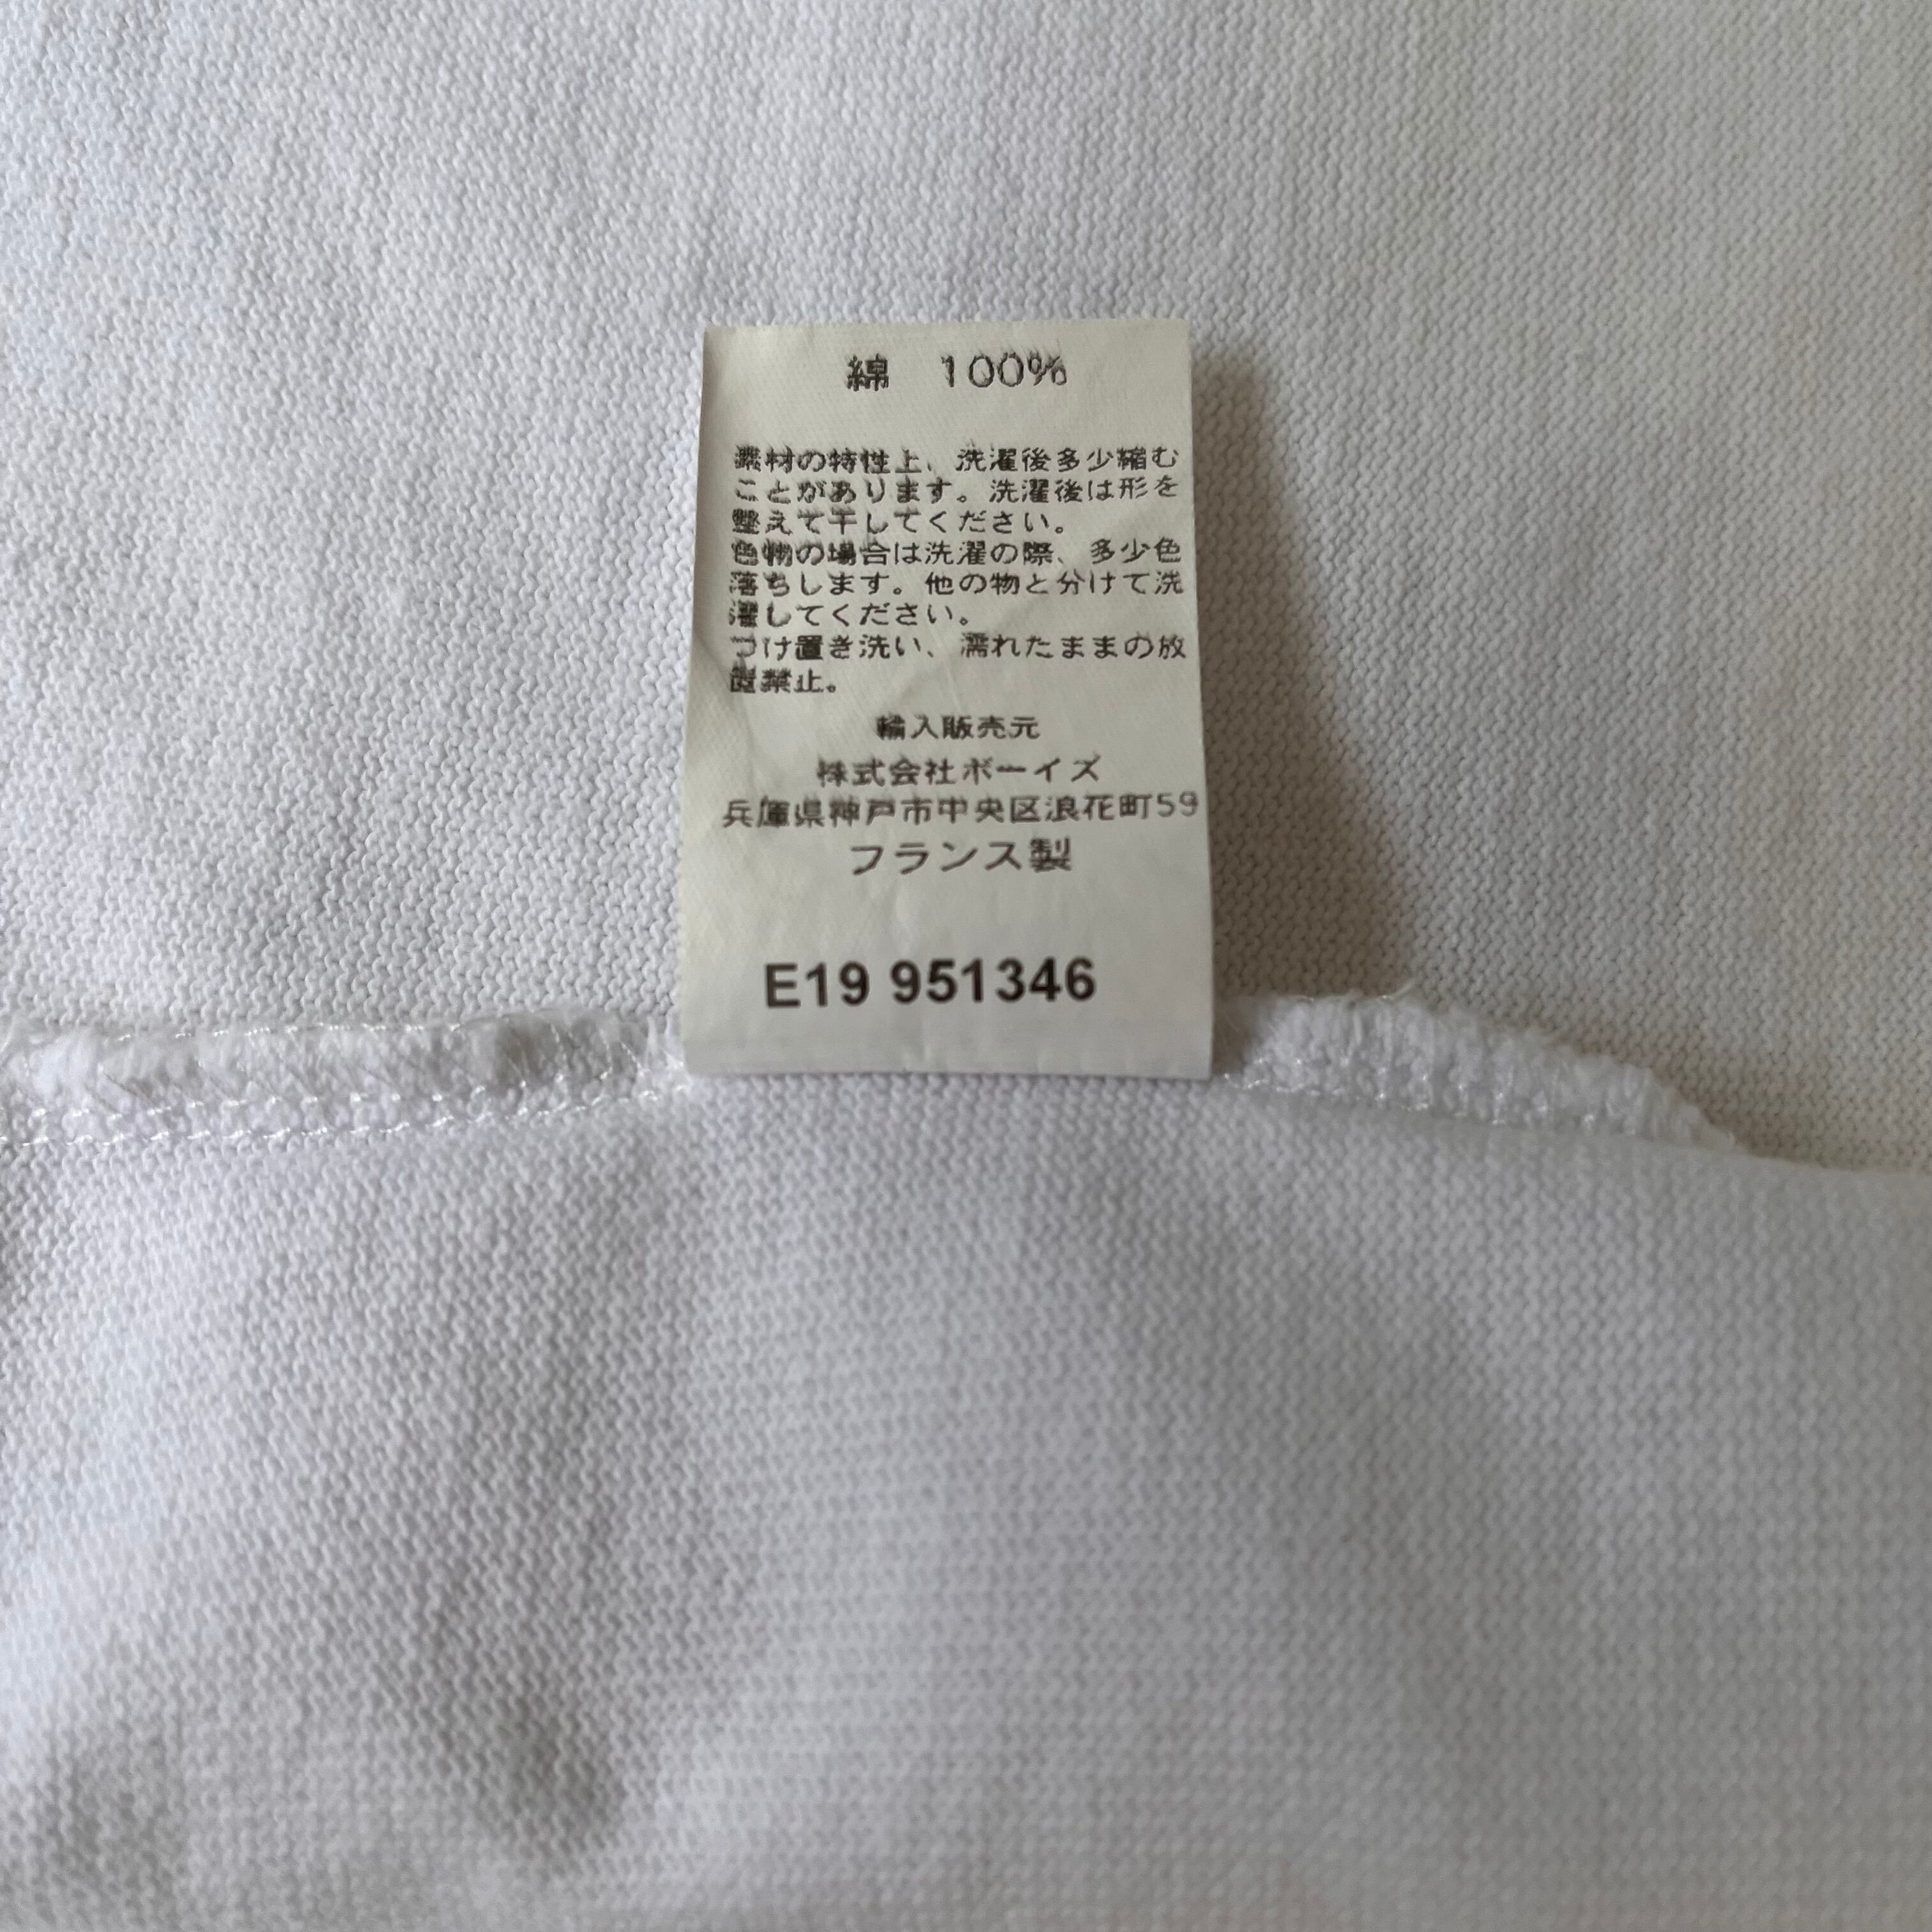 綿 100%
素材の特性上、洗濯後多少縮む
ことがあります。洗濯後は形を
整えて干してください。
色物の場合は洗濯の際、多少色
落ちします。他の物と分けて洗
濯してください。
つけ置き洗い、濡れたままの放
置禁止。
輸入販売元
株式会社ボーイズ
兵庫県神戸市中央区浪花町59
フランス製
E19 951346